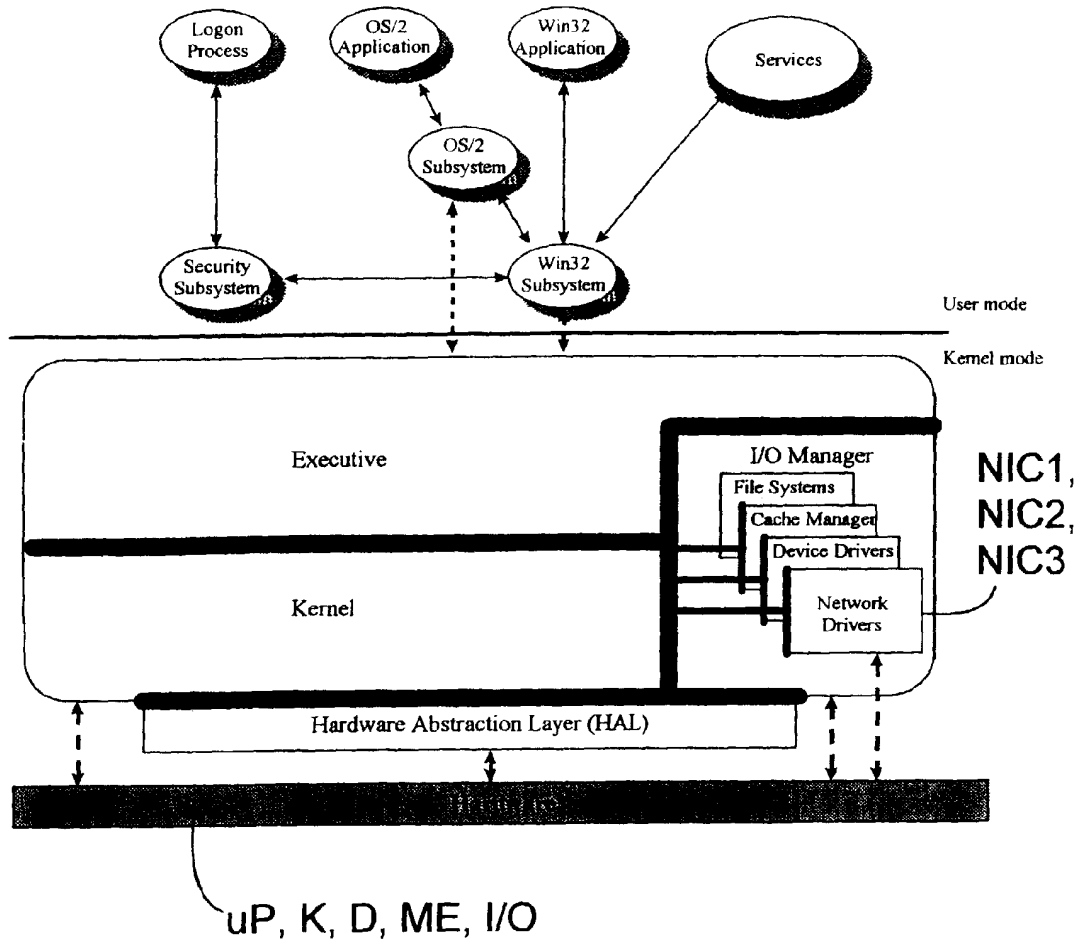 Logon
Process
OS/2
Application
Win32
Application
Services
OS/2
Subsystem
Security
Subsystem
Win32
Subsystem
User mode
Kernel mode
Executive
I/O Manager
File Systems
Cache Manager
Device Drivers
Network
Drivers
NIC1,
NIC2,
NIC3
Kernel
Hardware Abstraction Layer (HAL)
uP, K, D, ME, I/O